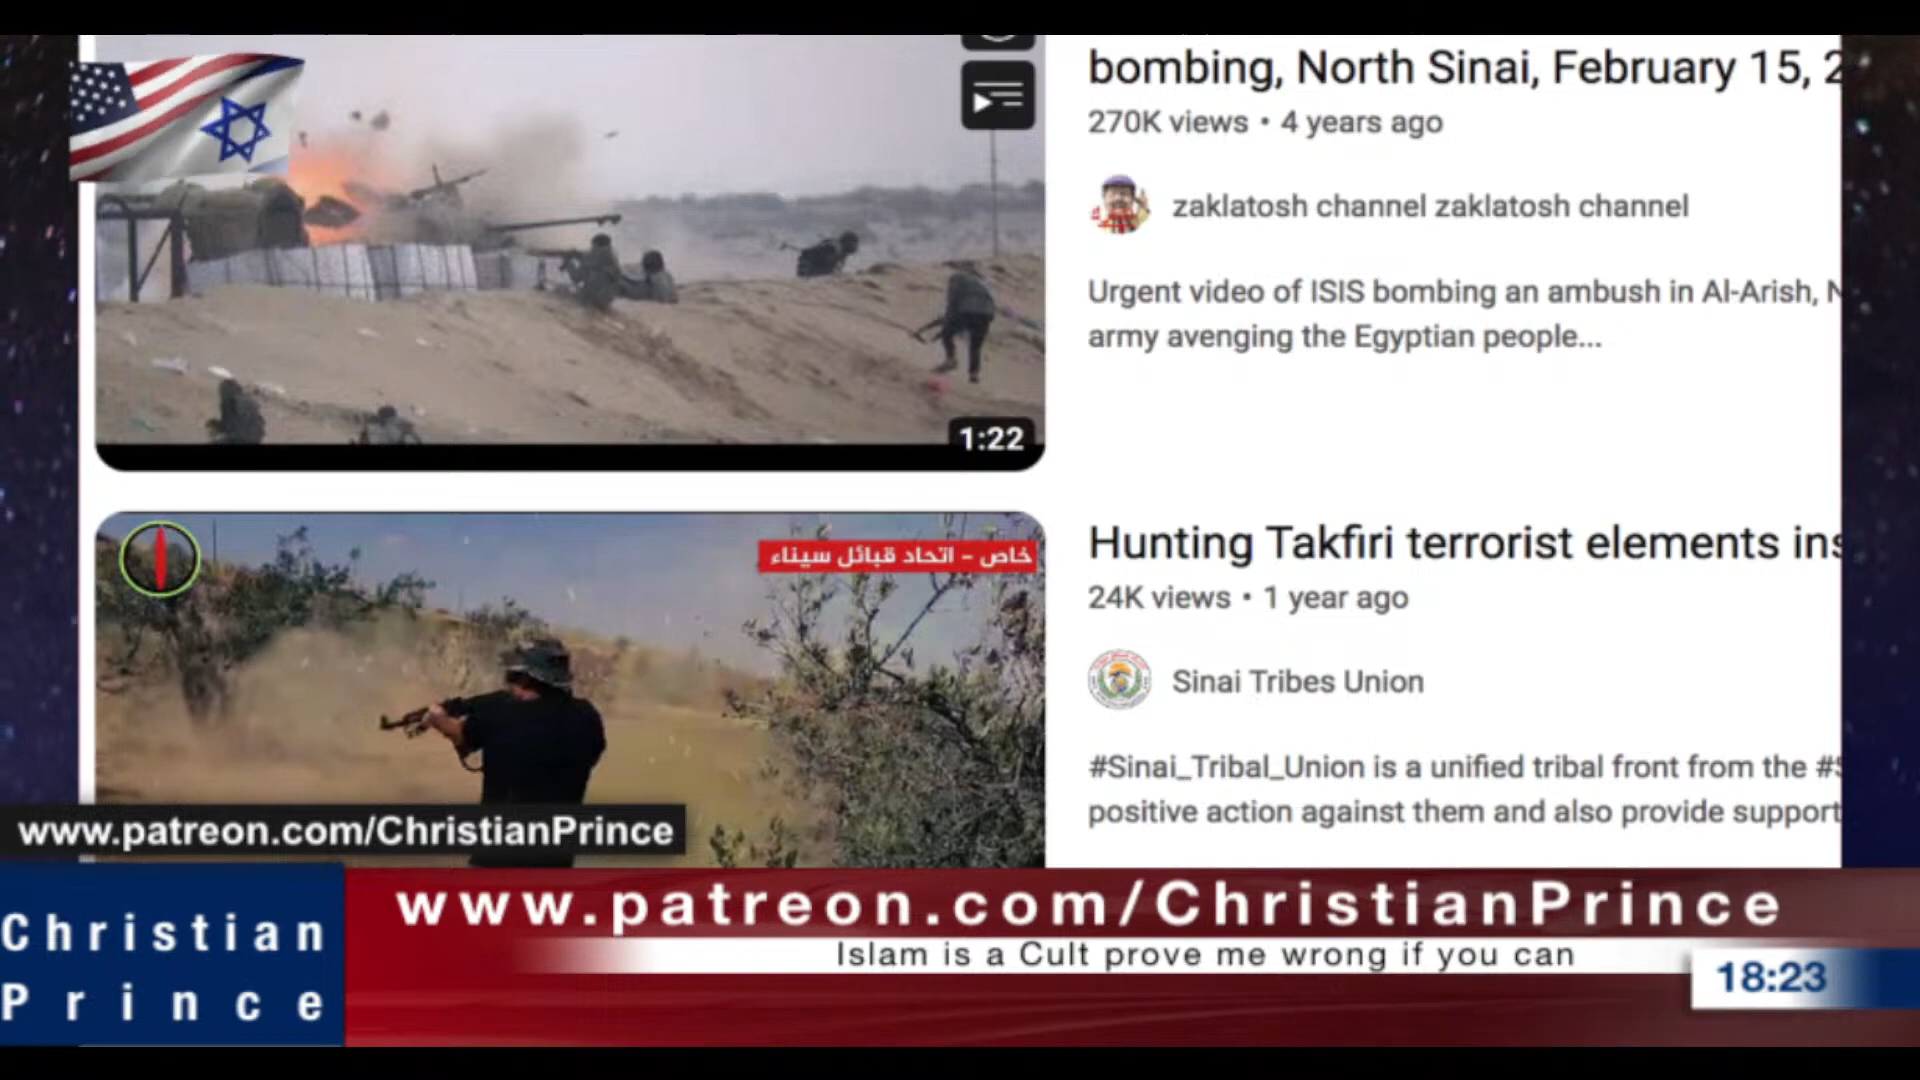 bombing, North Sinai, February 15, 2
270K views • 4 years ago
zaklatosh channel zaklatosh channel
Urgent video of ISIS bombing an ambush in Al-Arish, N
army avenging the Egyptian people...
1:22
خاص - اتحاد قبائل سيناء
Hunting Takfiri terrorist elements ins
24K views • 1 year ago
Sinai Tribes Union
#Sinai_Tribal_Union is a unified tribal front from the #S
positive action against them and also provide support
www.patreon.com/ChristianPrince
Christian
Prince
www.patreon.com/ChristianPrince
Islam is a Cult prove me wrong if you can
18:23